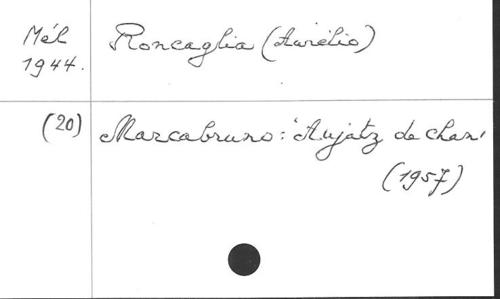 Mél
1944.
Roncaglia (Aurélio)
(20)
Marcabruno: "Aujatz de chan'
(1957)